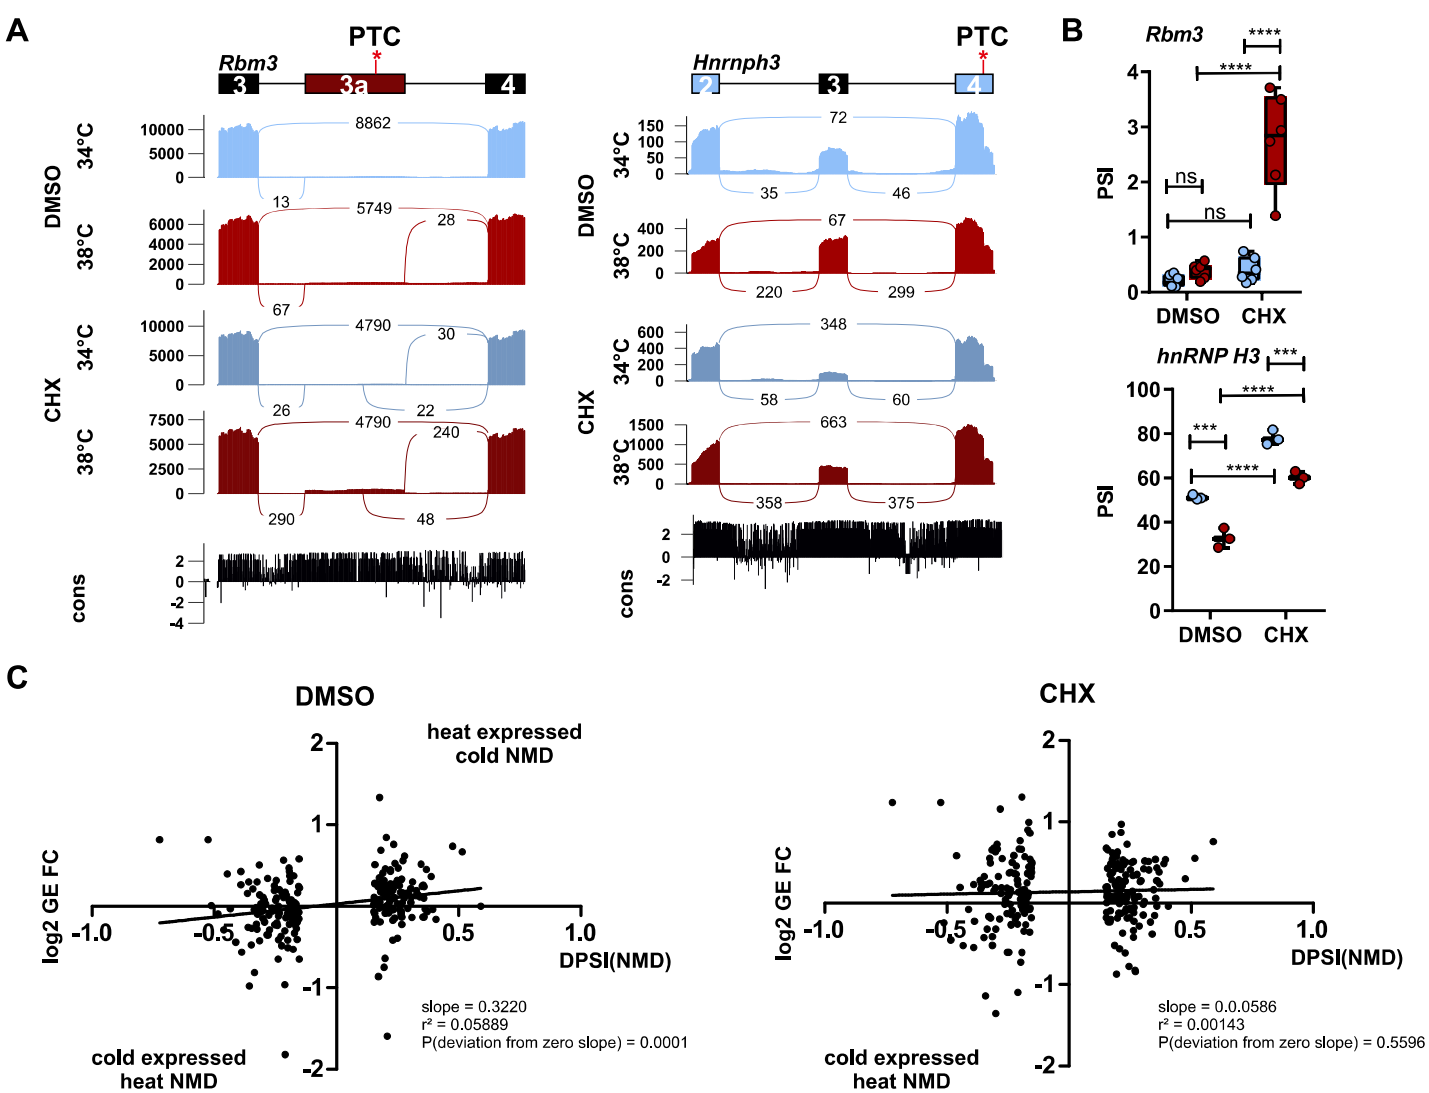 A
PTC
*
Rbm3
3
3a
4
DMSO
34°C
10000
5000
0
8862
13
38°C
6000
4000
2000
0
5749
28
67
CHX
34°C
10000
5000
0
4790
30
26
22
38°C
7500
5000
2500
0
4790
240
290
48
cons
2
0
-2
-4
PTC
*
Hnrnph3
2
3
4
DMSO
34°C
150
100
50
0
72
35
46
38°C
400
200
0
67
220
299
CHX
34°C
600
400
200
0
348
58
60
38°C
1500
1000
500
0
663
358
375
cons
2
0
-2
B
Rbm3
****
****
ns
ns
PSI
4
3
2
1
0
DMSO
CHX
hnRNP H3
***
****
***
****
PSI
100
80
60
40
20
0
DMSO
CHX
C
DMSO
heat expressed
cold NMD
log2 GE FC
2
1
-1
-2
-1.0
-0.5
0.5
1.0
DPSI(NMD)
slope = 0.3220
r² = 0.05889
P(deviation from zero slope) = 0.0001
cold expressed
heat NMD
CHX
log2 GE FC
2
1
-1
-2
-1.0
-0.5
0.5
1.0
DPSI(NMD)
slope = 0.0.0586
r² = 0.00143
P(deviation from zero slope) = 0.5596
cold expressed
heat NMD